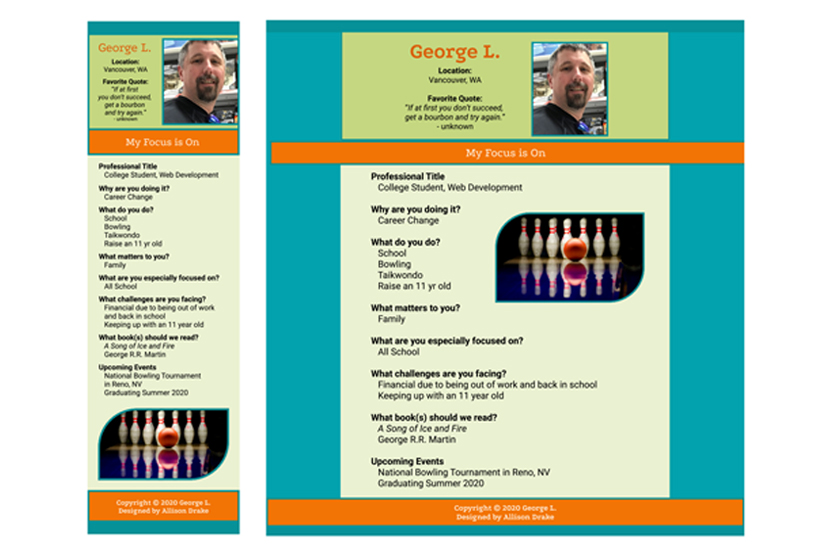 George L.
Location:
Vancouver, WA
Favorite Quote:
"If at first
you don't succeed,
get a bourbon
and try again."
- unknown
My Focus is On
Professional Title
College Student, Web Development
Why are you doing it?
Career Change
What do you do?
School
Bowling
Taikwondo
Raise an 11 yr old
What matters to you?
Family
What are you especially focused on?
All School
What challenges are you facing?
Financial due to being out of work
and back in school
Keeping up with an 11 year old
What book(s) should we read?
A Song of Ice and Fire
George R.R. Martin
Upcoming Events
National Bowling Tournament
in Reno, NV
Graduating Summer 2020
Copyright © 2020 George L.
Designed by Allison Drake
George L.
Location:
Vancouver, WA
Favorite Quote:
"If at first you don't succeed,
get a bourbon and try again."
- unknown
My Focus is On
Professional Title
College Student, Web Development
Why are you doing it?
Career Change
What do you do?
School
Bowling
Taikwondo
Raise an 11 yr old
What matters to you?
Family
What are you especially focused on?
All School
What challenges are you facing?
Financial due to being out of work and back in school
Keeping up with an 11 year old
What book(s) should we read?
A Song of Ice and Fire
George R.R. Martin
Upcoming Events
National Bowling Tournament in Reno, NV
Graduating Summer 2020
Copyright © 2020 George L.
Designed by Allison Drake